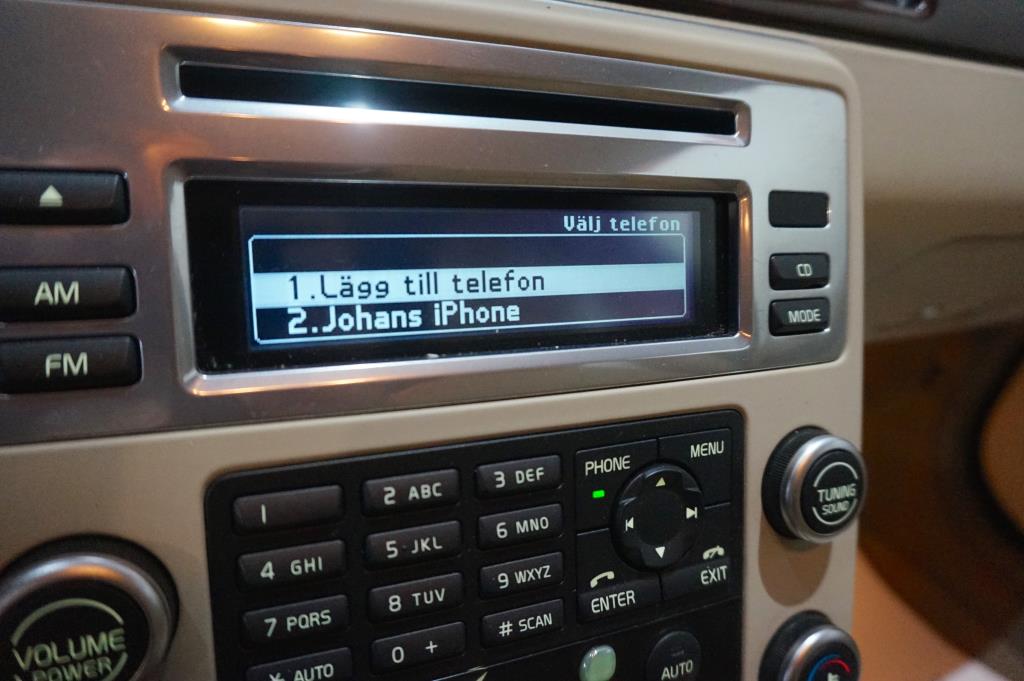 Välj telefon
1.Lägg till telefon
2.Johans iPhone
AM
FM
CD
MODE
1
2 ABC
3 DEF
4 GHI
5 JKL
6 MNO
7 PQRS
8 TUV
9 WXYZ
* AUTO
0 +
# SCAN
PHONE
MENU
ENTER
EXIT
TUNING
SOUND
VOLUME
POWER
AUTO